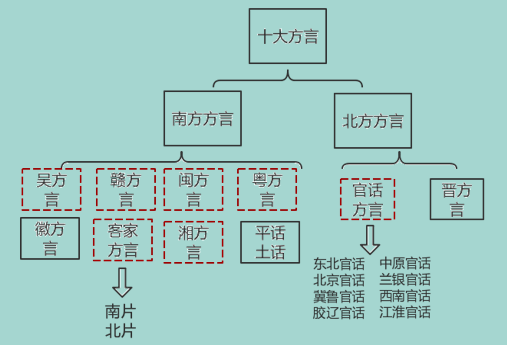 十大方言
南方方言
北方方言
吴方
言
赣方
言
闽方
言
粤方
言
官话
方言
晋方
言
徽方
言
客家
方言
湘方
言
平话
土话
南片
北片
东北官话
北京官话
冀鲁官话
胶辽官话
中原官话
兰银官话
西南官话
江淮官话